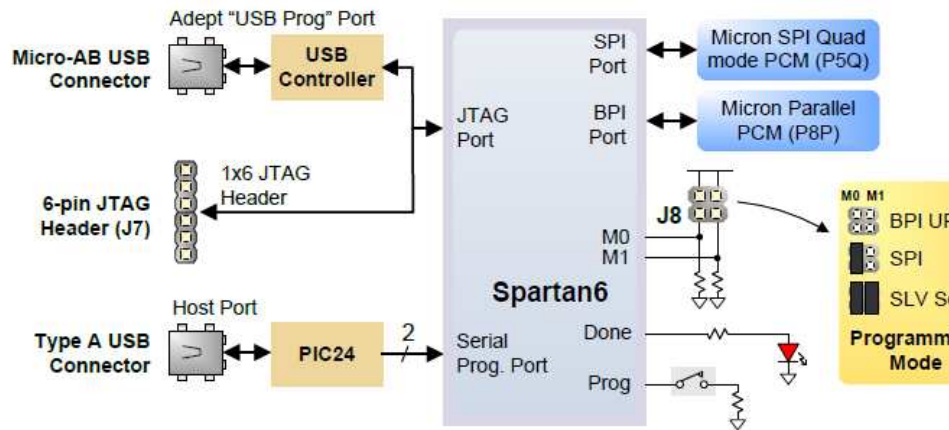 Adept “USB Prog” Port
Micro-AB USB
Connector
USB
Controller
SPI
Port
Micron SPI Quad
mode PCM (P5Q)
JTAG
Port
BPI
Port
Micron Parallel
PCM (P8P)
1x6 JTAG
Header
6-pin JTAG
Header (J7)
J8
M0
M1
M0 M1
BPI UP
SPI
SLV
Programm
Mode
Spartan6
Host Port
Type A USB
Connector
PIC24
2
Serial
Prog. Port
Done
Prog